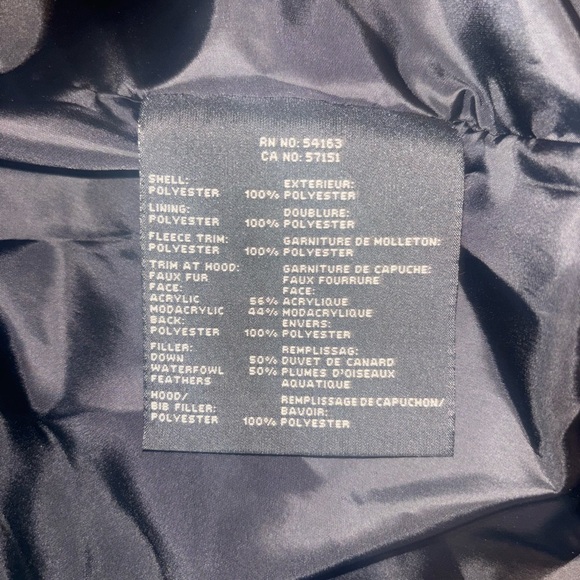 RN NO: 54163
CA NO: 57151
SHELL: EXTERIEUR:
POLYESTER 100% POLYESTER
LINING: DOUBLURE:
POLYESTER 100% POLYESTER
FLEECE TRIM: GARNITURE DE MOLLETON:
POLYESTER 100% POLYESTER
TRIM AT HOOD: GARNITURE DE CAPUCHE:
FAUX FUR FAUX FOURRURE
FACE: FACE:
ACRYLIC 56% ACRYLIQUE
MODACRYLIC 44% MODACRYLIQUE
BACK: ENVERS:
POLYESTER 100% POLYESTER
FILLER: REMPLISSAG:
DOWN 50% DUVET DE CANARD
WATERFOWL 50% PLUMES D'OISEAUX
FEATHERS AQUATIQUE
HOOD/ REMPLISSAGE DE CAPUCHON/
BIB FILLER: BAVOIR:
POLYESTER 100% POLYESTER